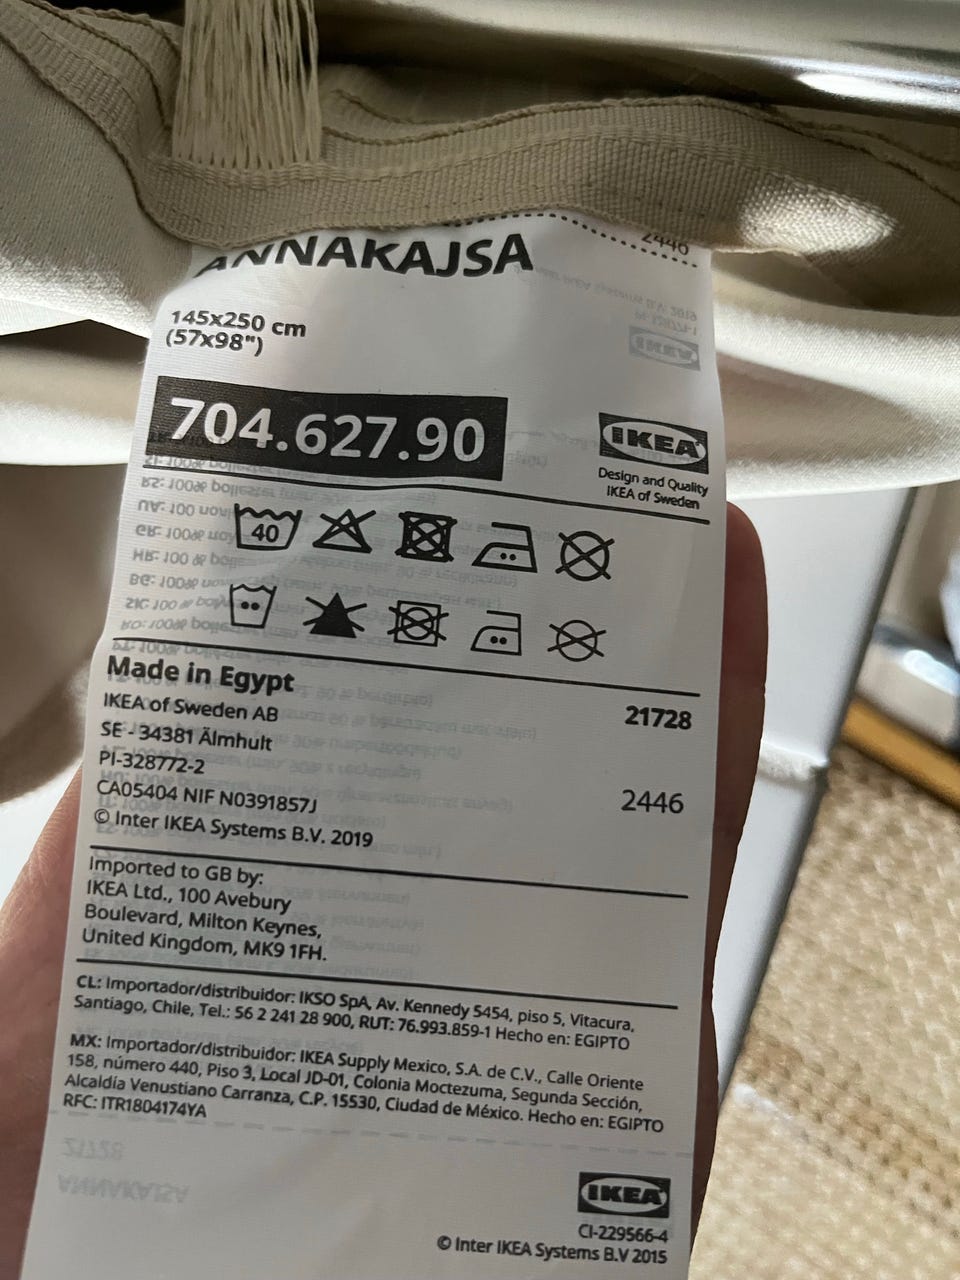 2446
ANNAKAJSA
145x250 cm
(57x98")
704.627.90
IKEA
Design and Quality
IKEA of Sweden
40
Made in Egypt
IKEA of Sweden AB
21728
SE - 34381 Älmhult
PI-328772-2
CA05404 NIF N0391857J
2446
© Inter IKEA Systems B.V. 2019
Imported to GB by:
IKEA Ltd., 100 Avebury
Boulevard, Milton Keynes,
United Kingdom, MK9 1FH.
CL: Importador/distribuidor: IKSO SpA, Av. Kennedy 5454, piso 5, Vitacura,
Santiago, Chile, Tel.: 56 2 241 28 900, RUT: 76.993.859-1 Hecho en: EGIPTO
MX: Importador/distribuidor: IKEA Supply Mexico, S.A. de C.V., Calle Oriente
158, número 440, Piso 3, Local JD-01, Colonia Moctezuma, Segunda Sección,
Alcaldía Venustiano Carranza, C.P. 15530, Ciudad de México. Hecho en: EGIPTO
RFC: ITR1804174YA
21728
ANNAKAJSA
IKEA
CI-229566-4
© Inter IKEA Systems B.V 2015